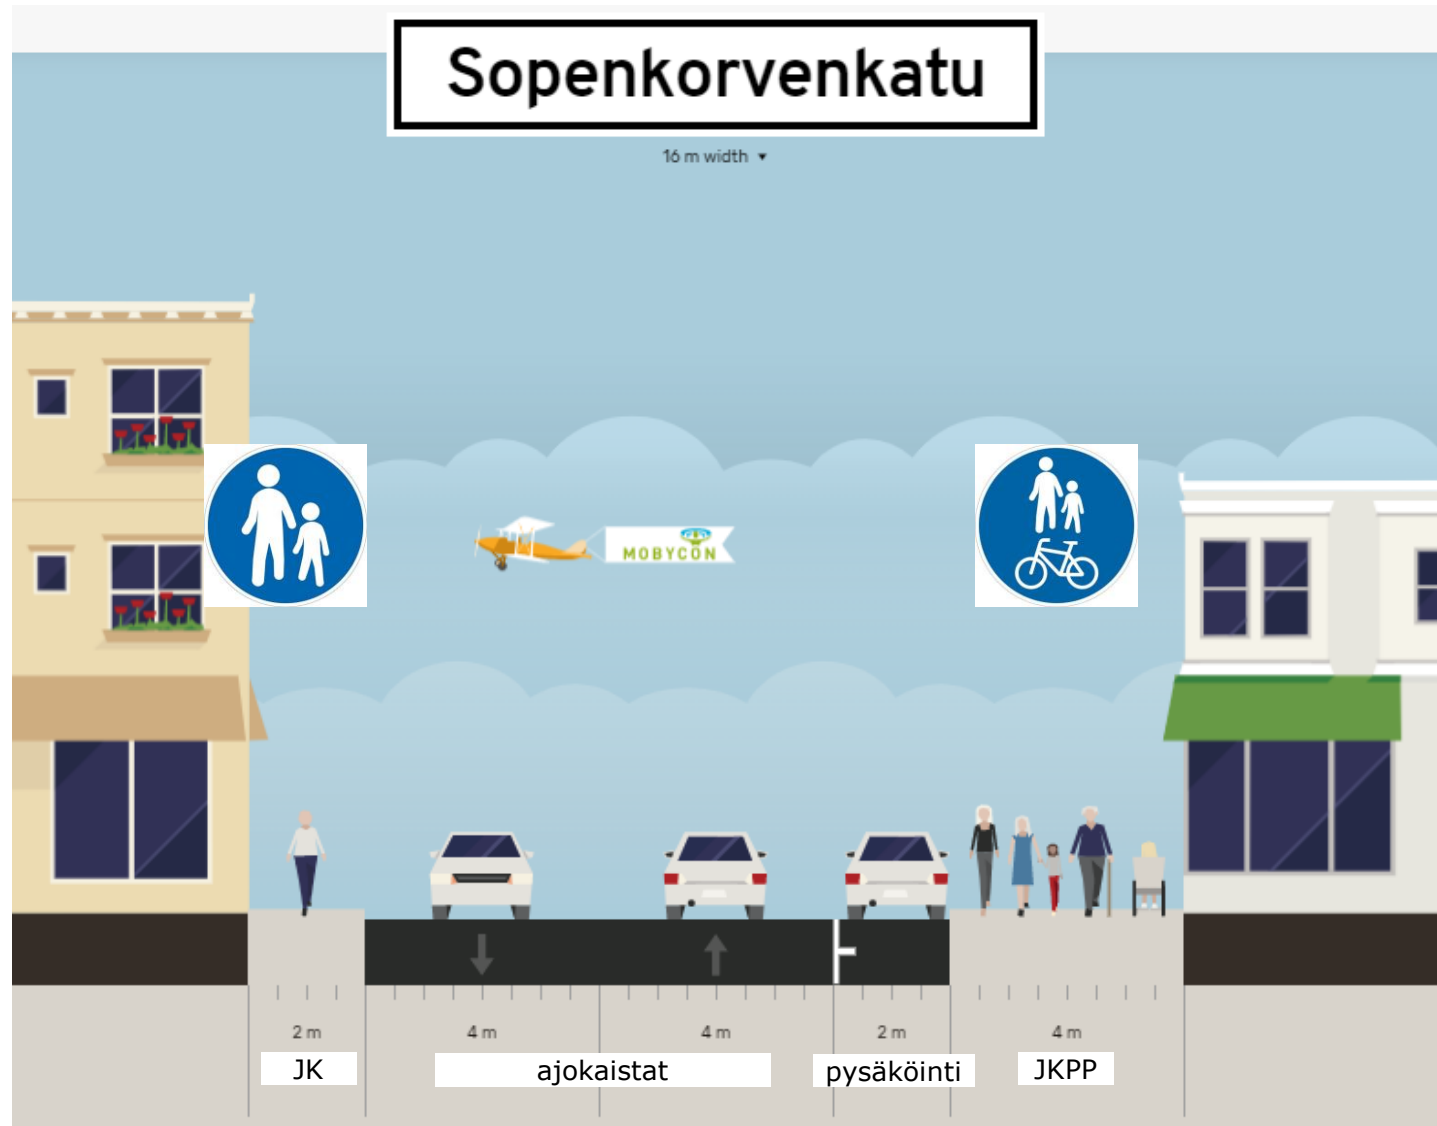 Sopenkorvenkatu
16 m width ▾
MOBYCON
2 m
4 m
4 m
2 m
4 m
JK
ajokaistat
pysäköinti
JKPP